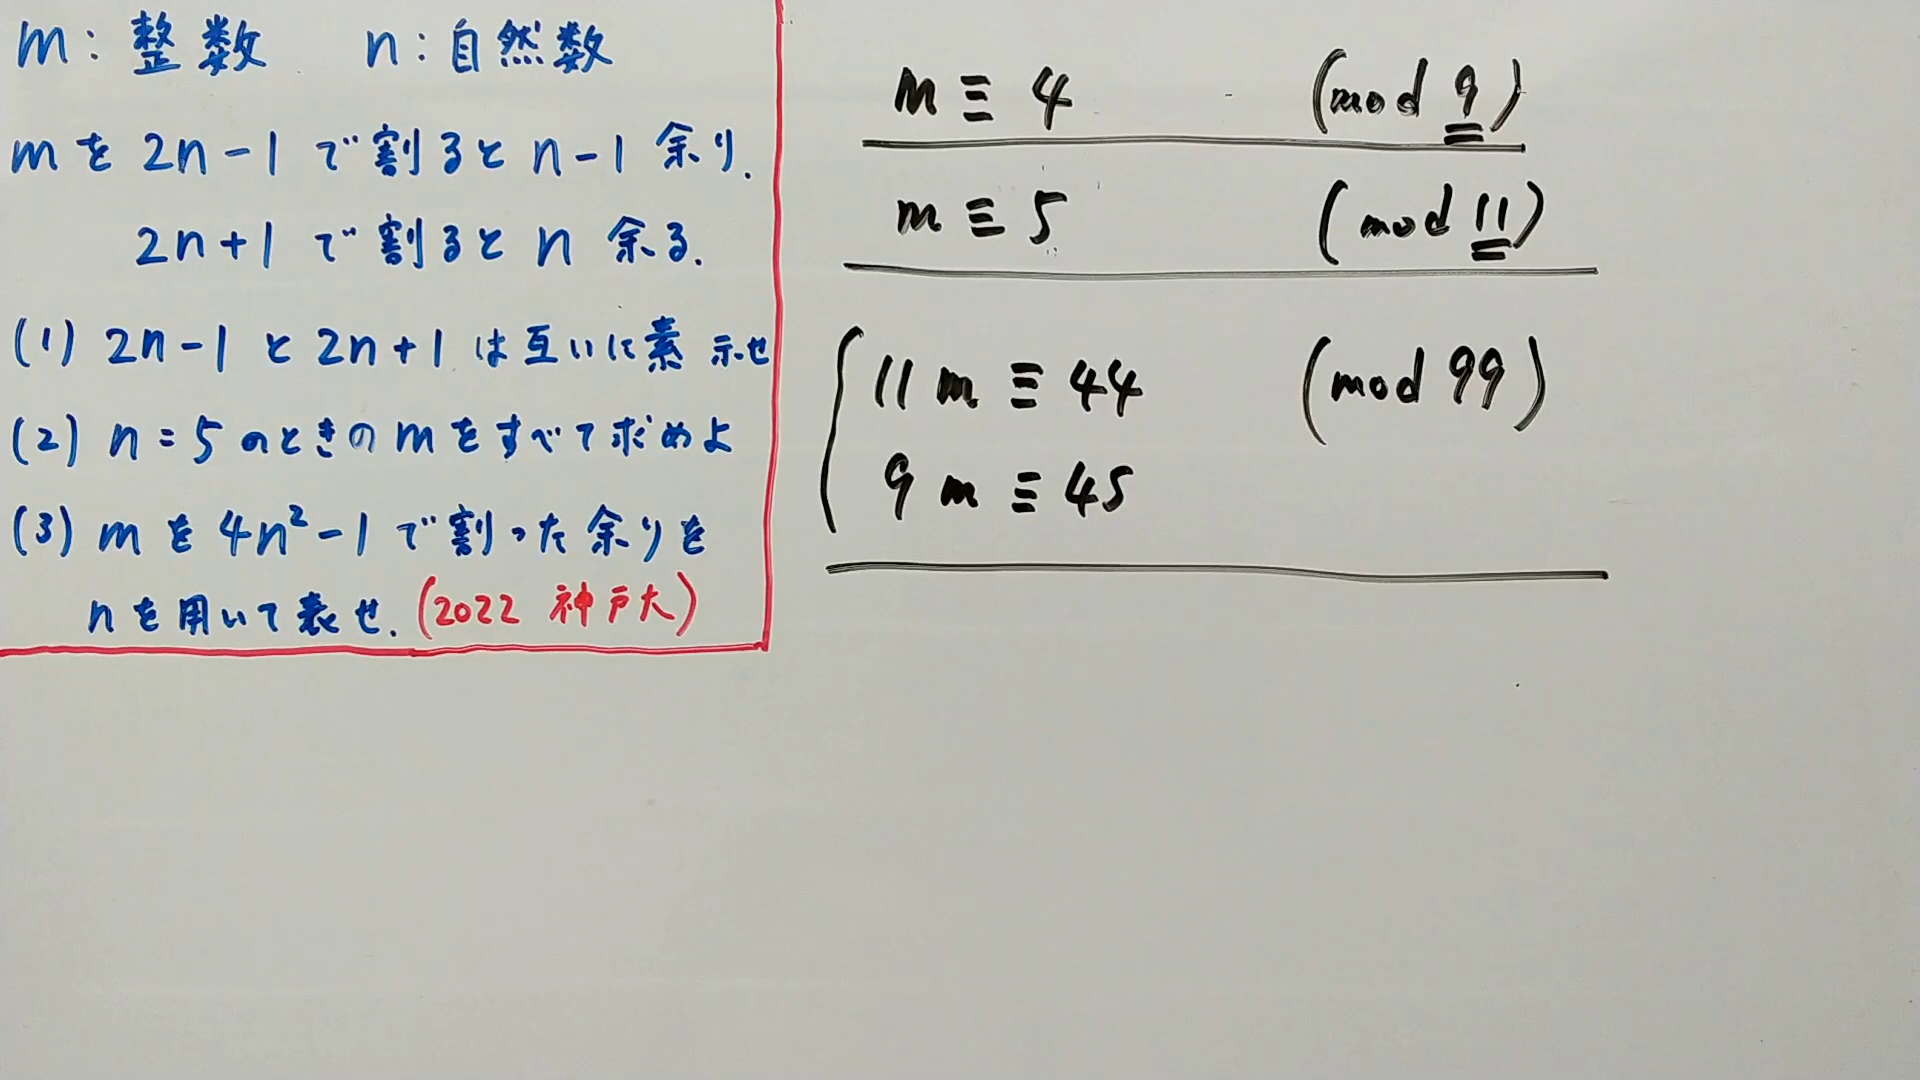 m : 整数　n : 自然数
mを 2n-1 で割ると n-1 余り.
2n+1 で割ると n 余る.
(1) 2n-1 と 2n+1 は互いに素 示せ
(2) n=5 のときの m をすべて求めよ
(3) m を 4n²-1 で割った余りを
nを用いて表せ. (2022 神戸大)
m ≡ 4 (mod 9)
m ≡ 5 (mod 11)
11m ≡ 44 (mod 99)
9m ≡ 45